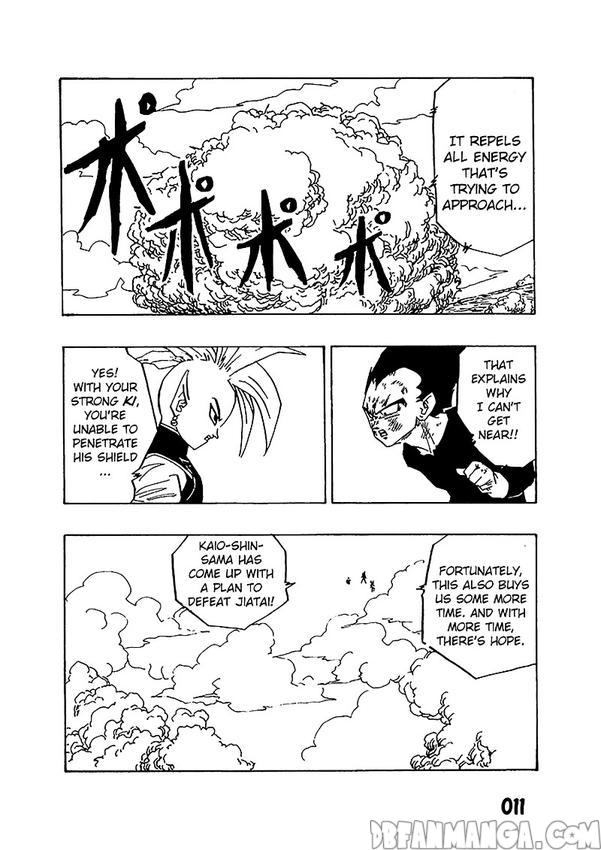 IT REPELS
ALL ENERGY
THAT'S
TRYING TO
APPROACH...
ポ
ポ
ポ
ポ
THAT
EXPLAINS
WHY
I CAN'T
GET
NEAR!!
YES!
WITH YOUR
STRONG KI,
YOU'RE
UNABLE TO
PENETRATE
HIS SHIELD
...
FORTUNATELY,
THIS ALSO BUYS
US SOME MORE
TIME. AND WITH
MORE TIME,
THERE'S HOPE.
KAIO-SHIN-
SAMA HAS
COME UP WITH
A PLAN TO
DEFEAT JIATAI!
011
DBFANMANGA.COM